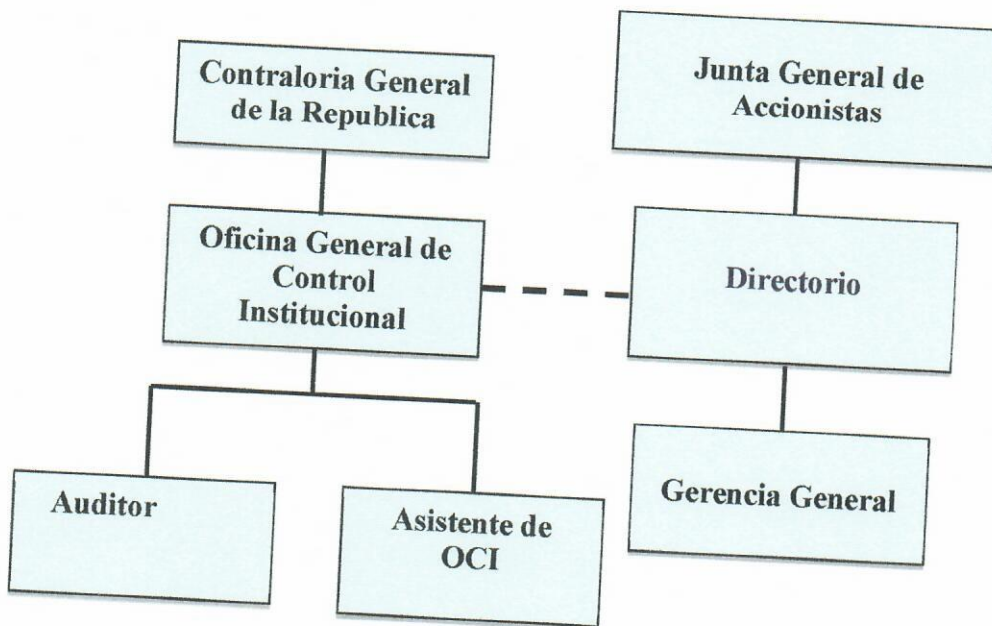 Contraloria General
de la Republica
Junta General de
Accionistas
Oficina General de
Control
Institucional
Directorio
Auditor
Asistente de
OCI
Gerencia General